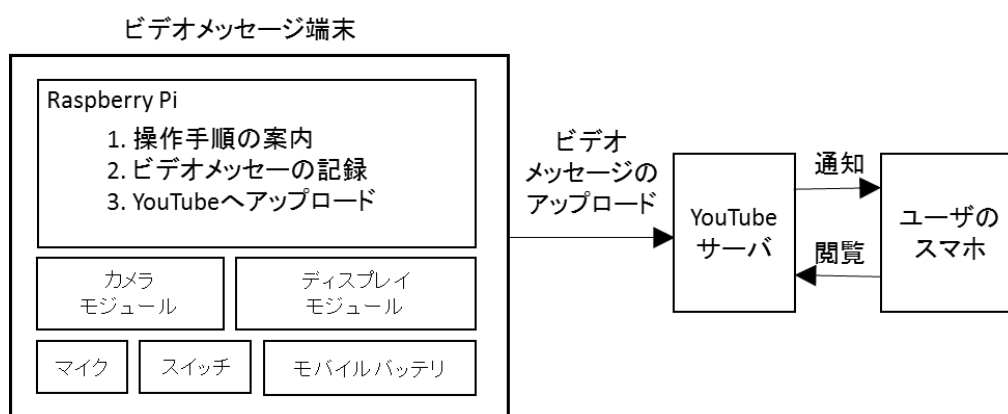 ビデオメッセージ端末
Raspberry Pi
1. 操作手順の案内
2. ビデオメッセーの記録
3. YouTubeへアップロード
カメラ
モジュール
ディスプレイ
モジュール
マイク
スイッチ
モバイルバッテリ
ビデオ
メッセージの
アップロード
YouTube
サーバ
通知
閲覧
ユーザの
スマホ